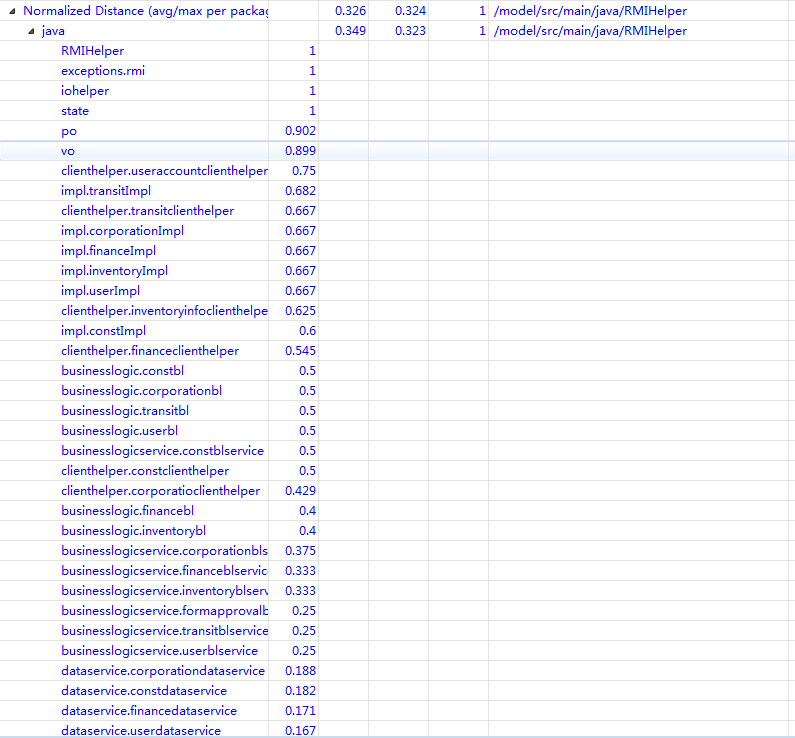 Normalized Distance (avg/max per packag 0.326 0.324 1 /model/src/main/java/RMIHelper
java 0.349 0.323 1 /model/src/main/java/RMIHelper
RMIHelper 1
exceptions.rmi 1
iohelper 1
state 1
po 0.902
vo 0.899
clienthelper.useraccountclienthelper 0.75
impl.transitImpl 0.682
clienthelper.transitclienthelper 0.667
impl.corporationImpl 0.667
impl.financeImpl 0.667
impl.inventoryImpl 0.667
impl.userImpl 0.667
clienthelper.inventoryinfoclienthelpe 0.625
impl.constImpl 0.6
clienthelper.financeclienthelper 0.545
businesslogic.constbl 0.5
businesslogic.corporationbl 0.5
businesslogic.transitbl 0.5
businesslogic.userbl 0.5
businesslogicservice.constblservice 0.5
clienthelper.constclienthelper 0.5
clienthelper.corporatioclienthelper 0.429
businesslogic.financebl 0.4
businesslogic.inventorybl 0.4
businesslogicservice.corporationbls 0.375
businesslogicservice.financeblservic 0.333
businesslogicservice.inventoryblserv 0.333
businesslogicservice.formapprovalb 0.25
businesslogicservice.transitblservice 0.25
businesslogicservice.userblservice 0.25
dataservice.corporationdataservice 0.188
dataservice.constdataservice 0.182
dataservice.financedataservice 0.171
dataservice.userdataservice 0.167